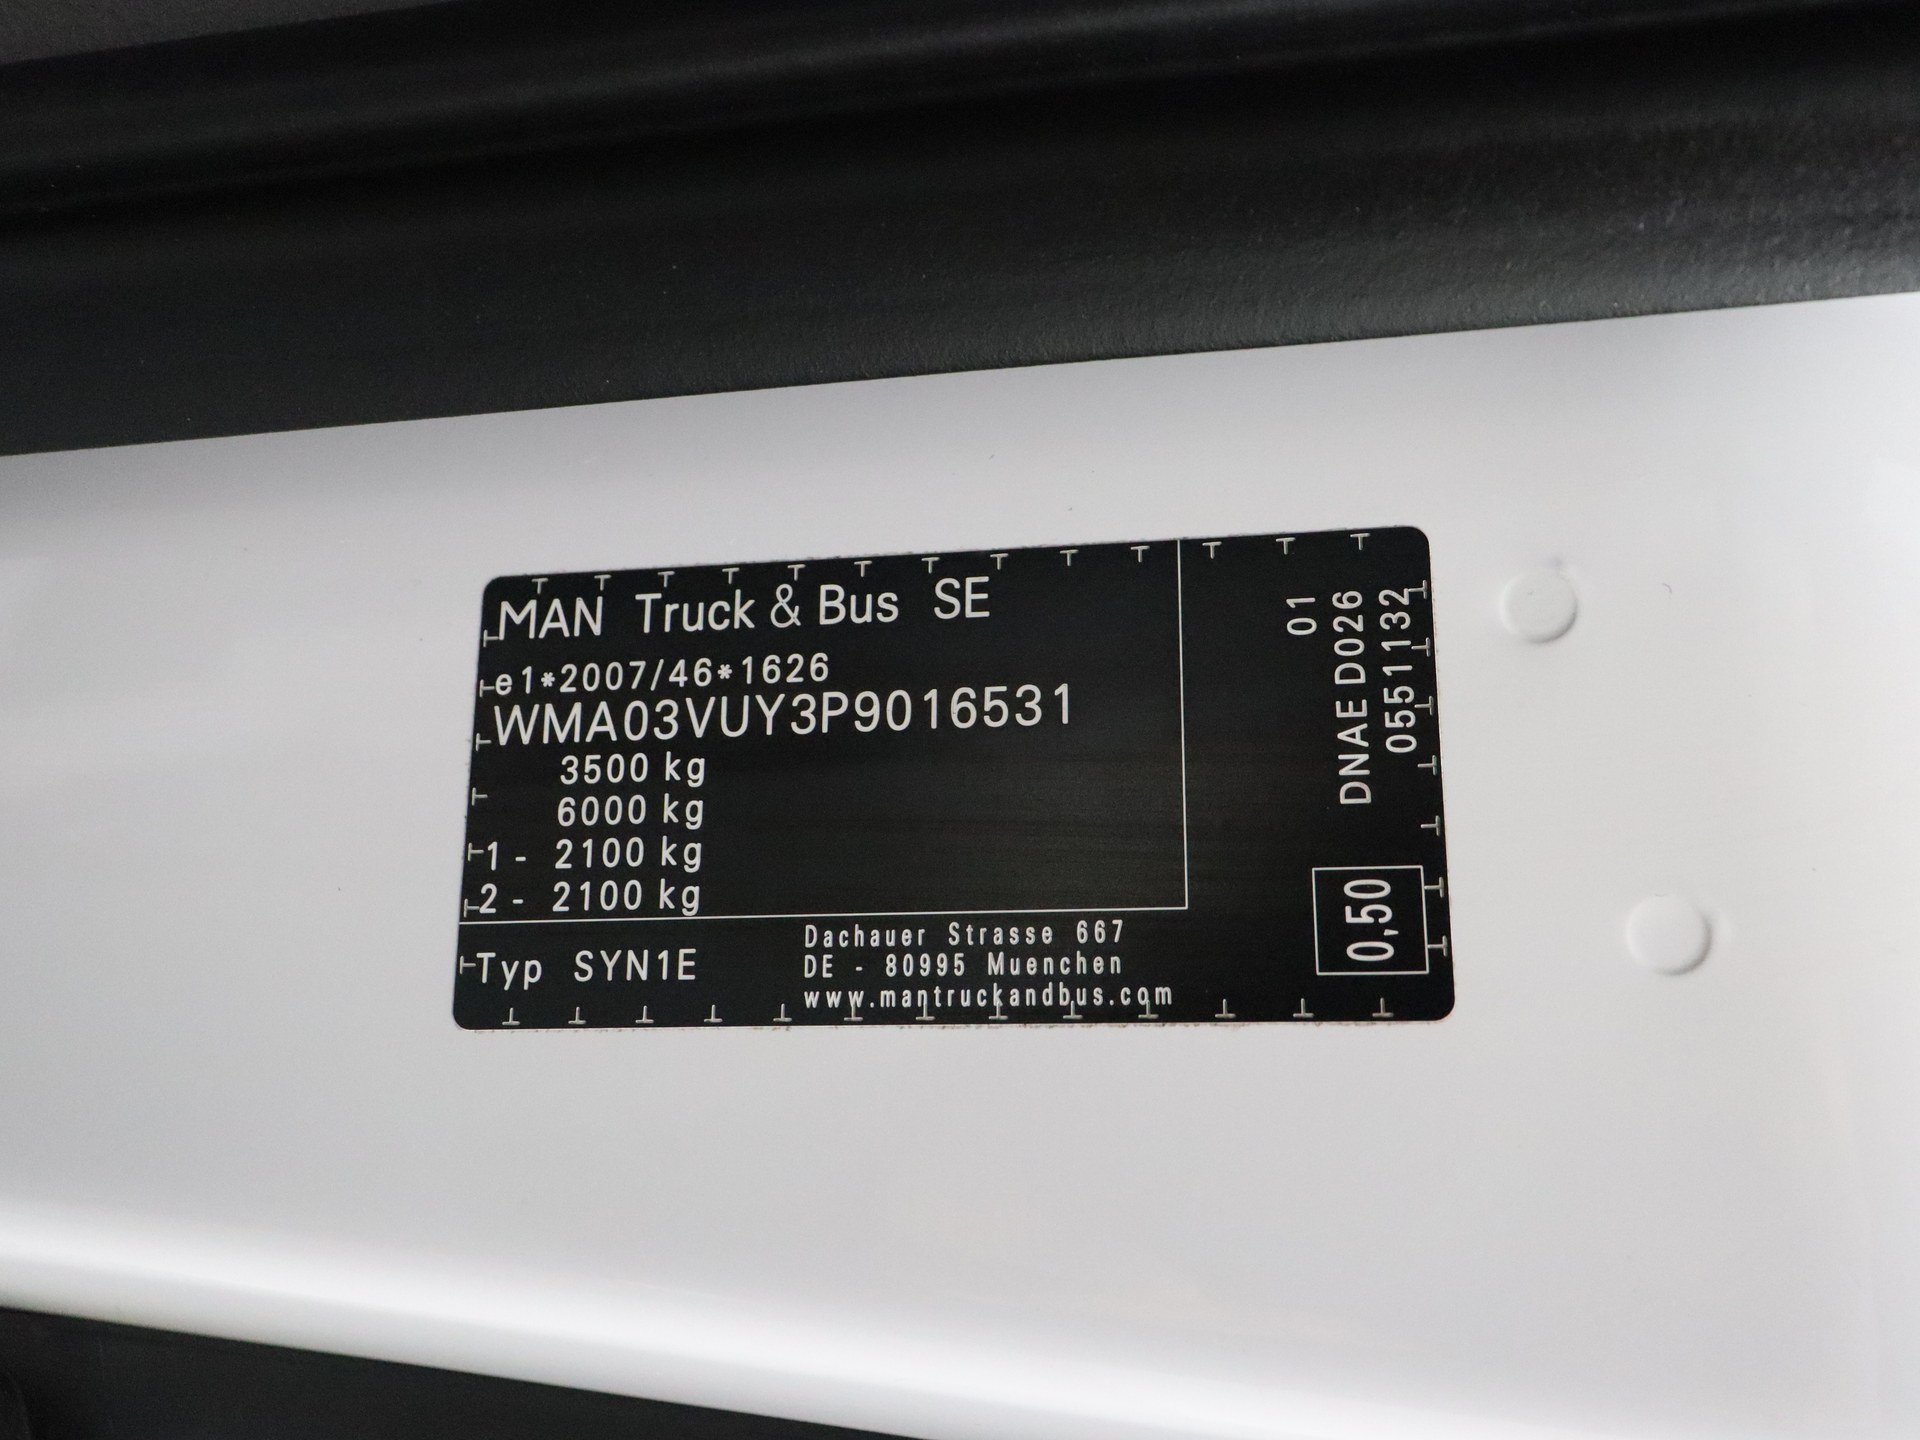 MAN Truck & Bus SE
e1*2007/46*1626
WMA03VUY3P9016531
3500 kg
6000 kg
1 - 2100 kg
2 - 2100 kg
Typ SYN1E
Dachauer Strasse 667
DE - 80995 Muenchen
www.mantruckandbus.com
01
DNAE D026
0551132
0,50